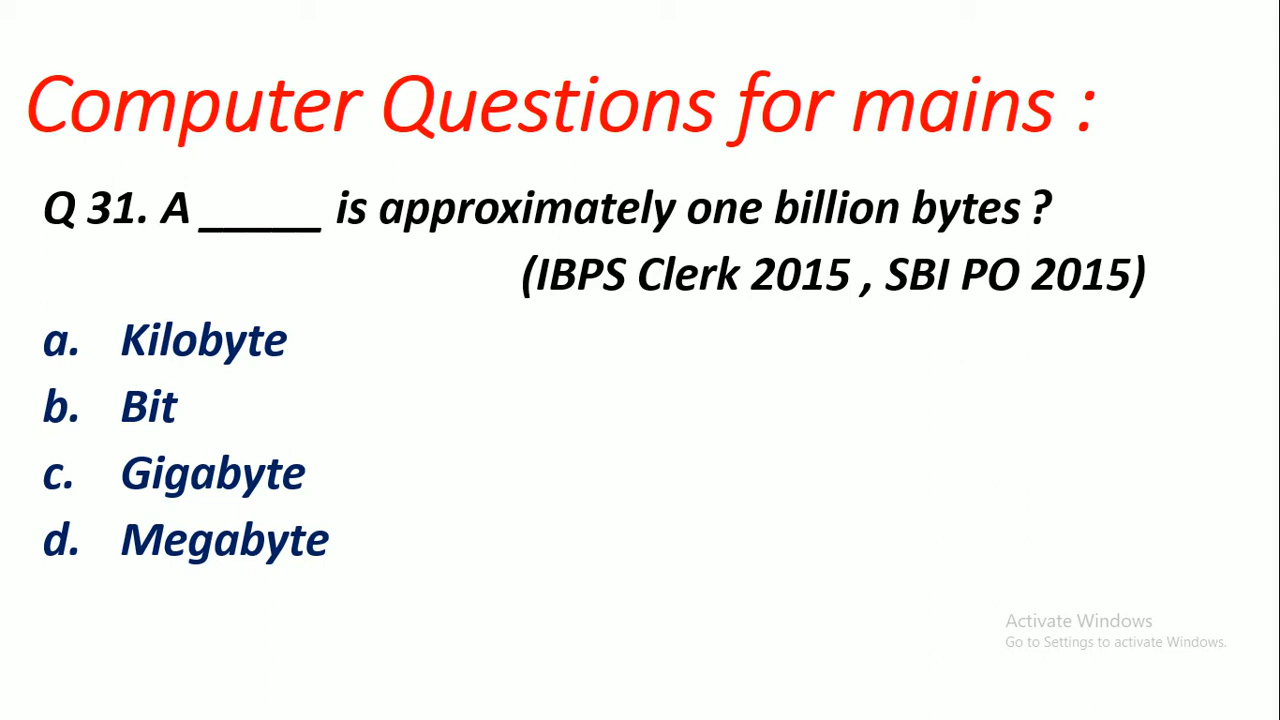 Computer Questions for mains :
Q 31. A _____ is approximately one billion bytes ?
(IBPS Clerk 2015 , SBI PO 2015)
a. Kilobyte
b. Bit
c. Gigabyte
d. Megabyte
Activate Windows
Go to Settings to activate Windows.